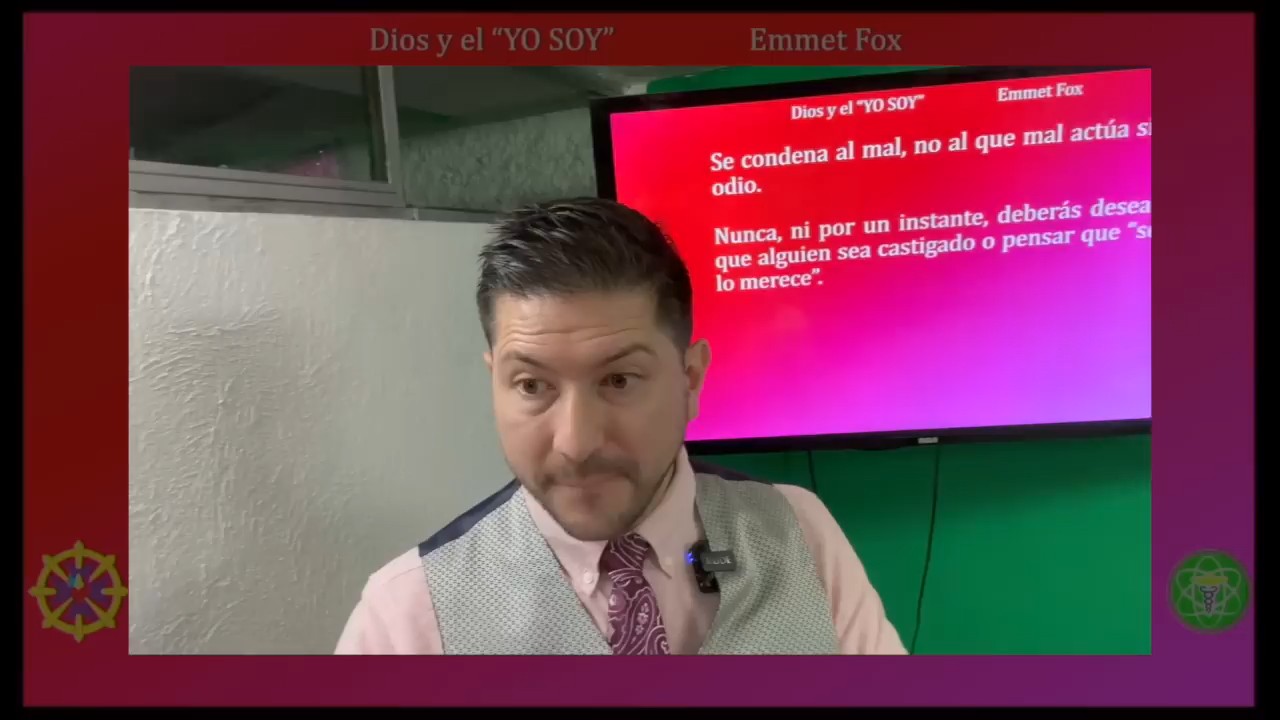 Dios y el “YO SOY” Emmet Fox
Dios y el “YO SOY” Emmet Fox
Se condena al mal, no al que mal actúa
odio.
Nunca, ni por un instante, deberás
que alguien sea castigado o pensar que
lo merece”.